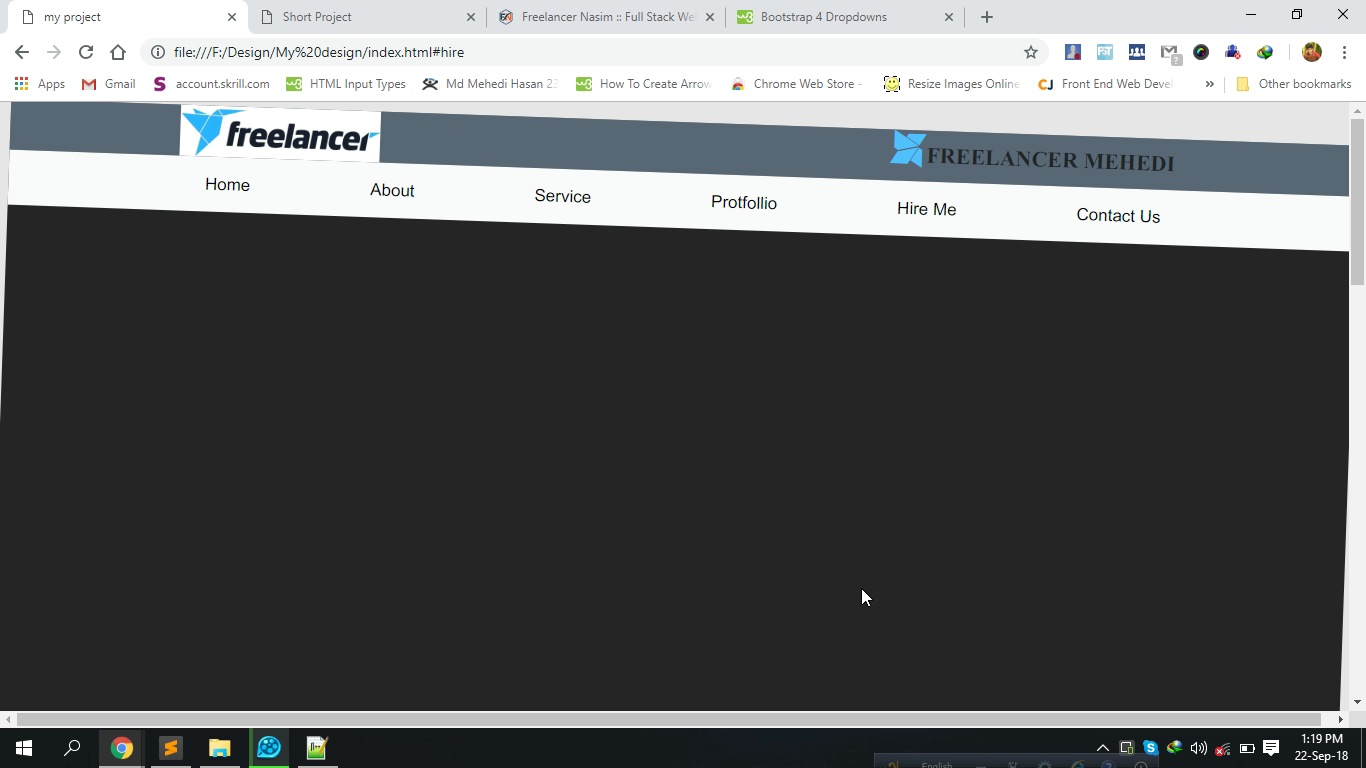 my project
Short Project
Freelancer Nasim :: Full Stack We
Bootstrap 4 Dropdowns
file:///F:/Design/My%20design/index.html#hire
Apps
Gmail
account.skrill.com
HTML Input Types
Md Mehedi Hasan 23
How To Create Arrow
Chrome Web Store -
Resize Images Online
Front End Web Devel
»
Other bookmarks
freelancer
FREELANCER MEHEDI
Home
About
Service
Protfollio
Hire Me
Contact Us
English
1:19 PM
22-Sep-18